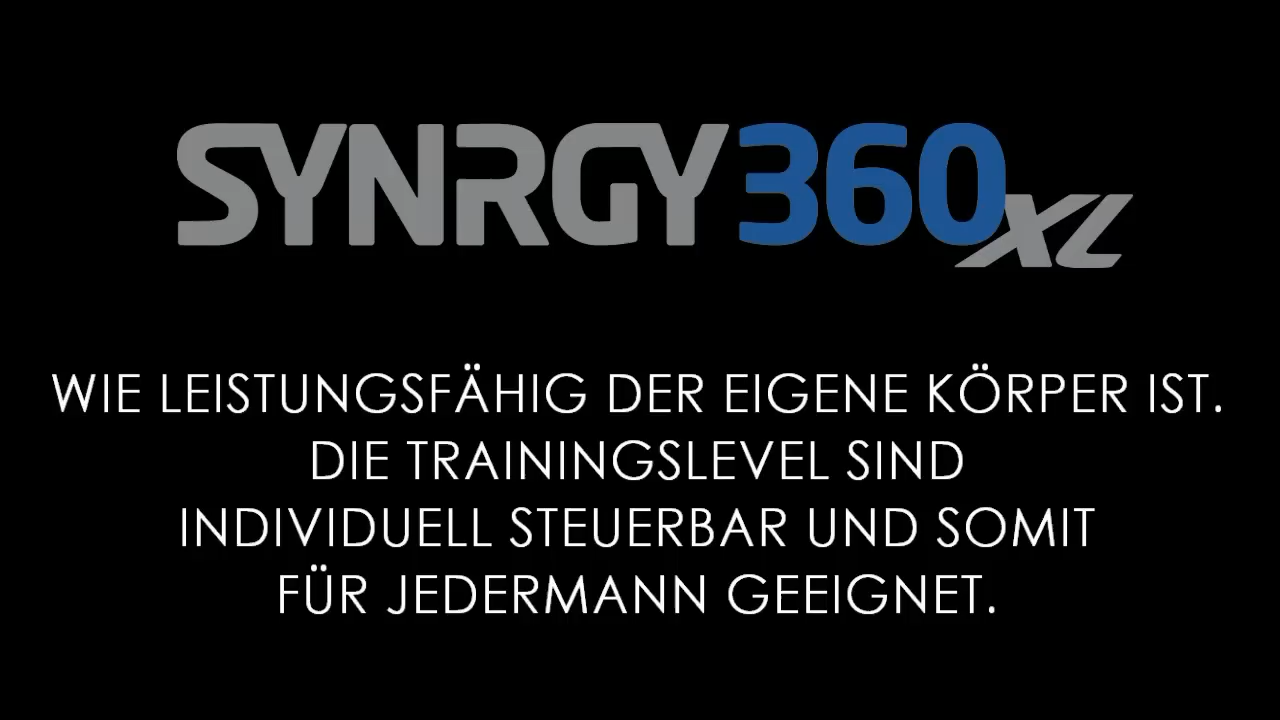 SYNRGY360XL
WIE LEISTUNGSFÄHIG DER EIGENE KÖRPER IST.
DIE TRAININGSLEVEL SIND
INDIVIDUELL STEUERBAR UND SOMIT
FÜR JEDERMANN GEEIGNET.